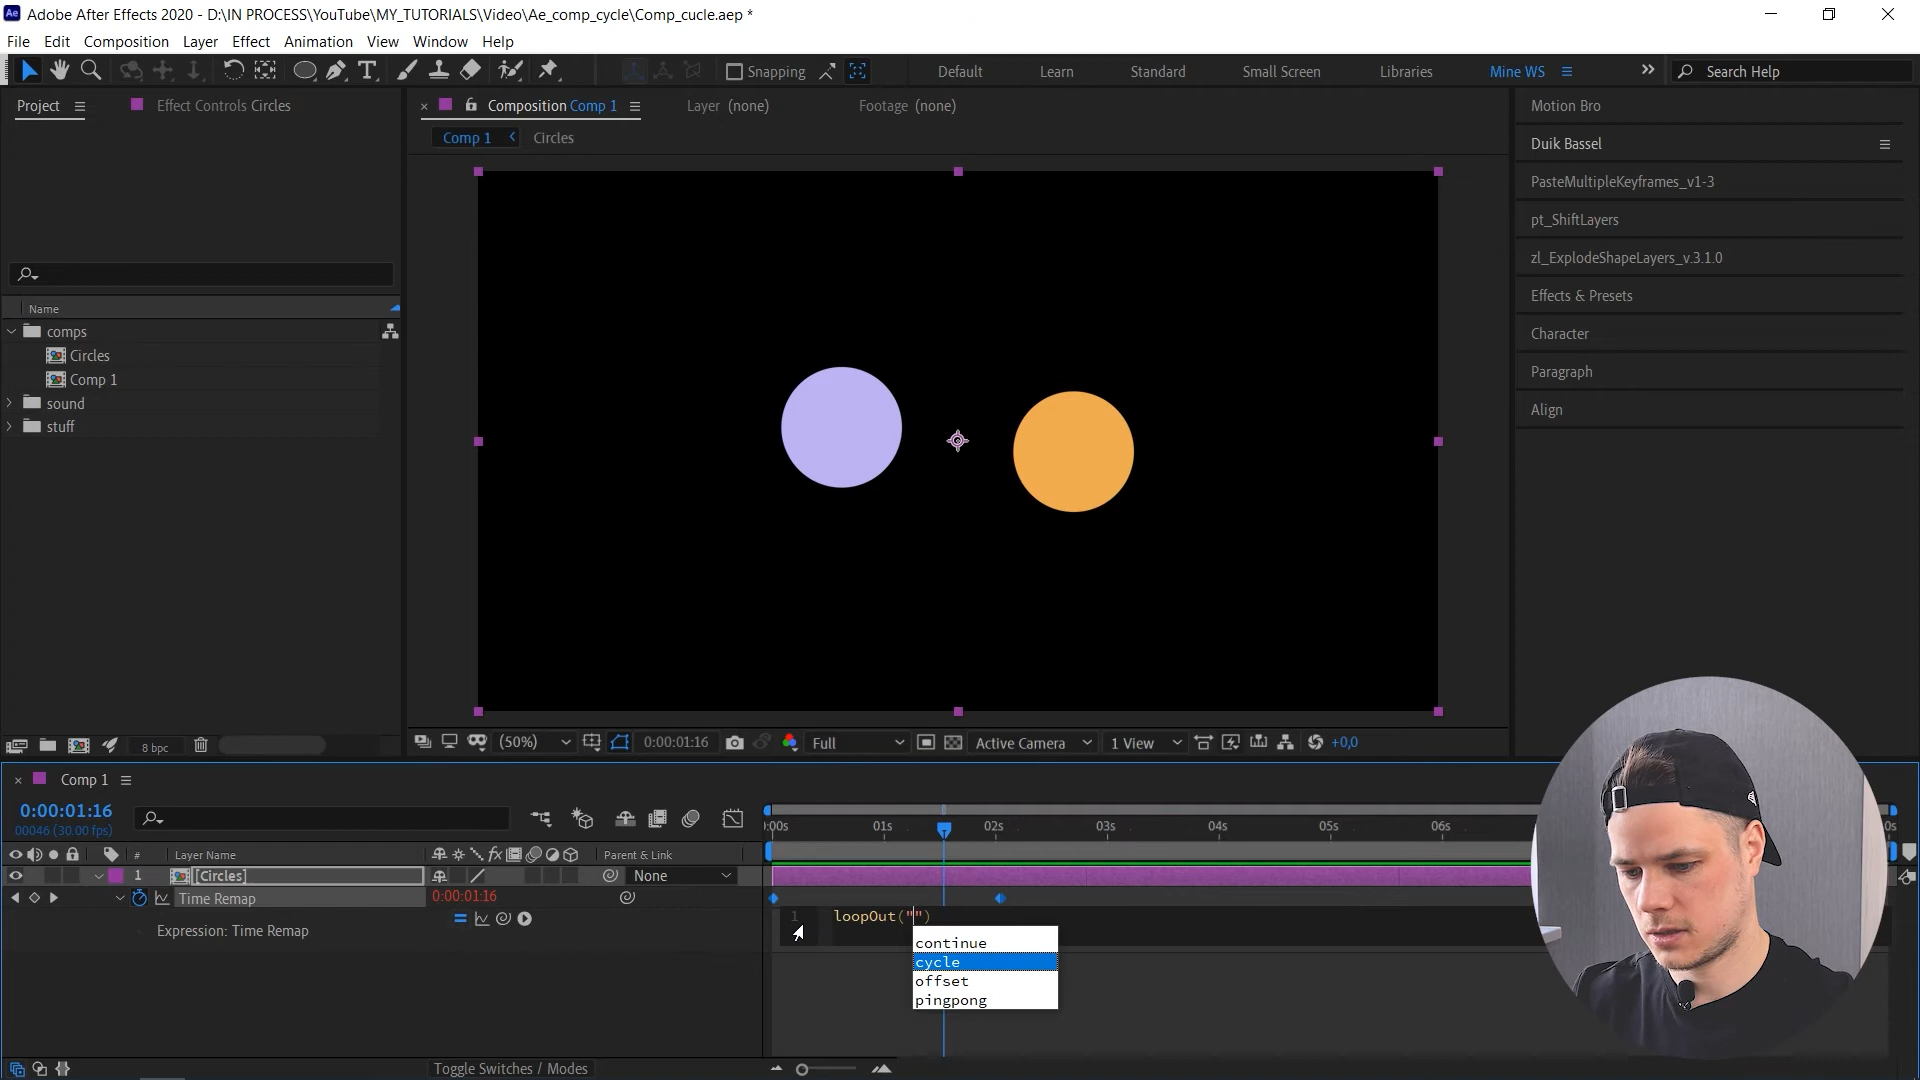 Ae Adobe After Effects 2020 - D:\IN PROCESS\YouTube\MY_TUTORIALS\Video\Ae_comp_cycle\Comp_cucle.aep *
File Edit Composition Layer Effect Animation View Window Help
Snapping Default Learn Standard Small Screen Libraries Mine WS Search Help
Project Effect Controls Circles
Composition Comp 1 Layer (none) Footage (none)
Comp 1 Circles
Motion Bro
Duik Bassel
PasteMultipleKeyframes_v1-3
pt_ShiftLayers
zl_ExplodeShapeLayers_v.3.1.0
Effects & Presets
Character
Paragraph
Align
Name
comps
Circles
Comp 1
sound
stuff
8 bpc
(50%) 0:00:01:16 Full Active Camera 1 View +0,0
Comp 1
0:00:01:16
00046 (30.00 fps)
:00s 01s 02s 03s 04s 05s 06s 0s
# Layer Name Parent & Link
1 [Circles] None
Time Remap 0:00:01:16
Expression: Time Remap
1 loopOut("")
continue
cycle
offset
pingpong
Toggle Switches / Modes